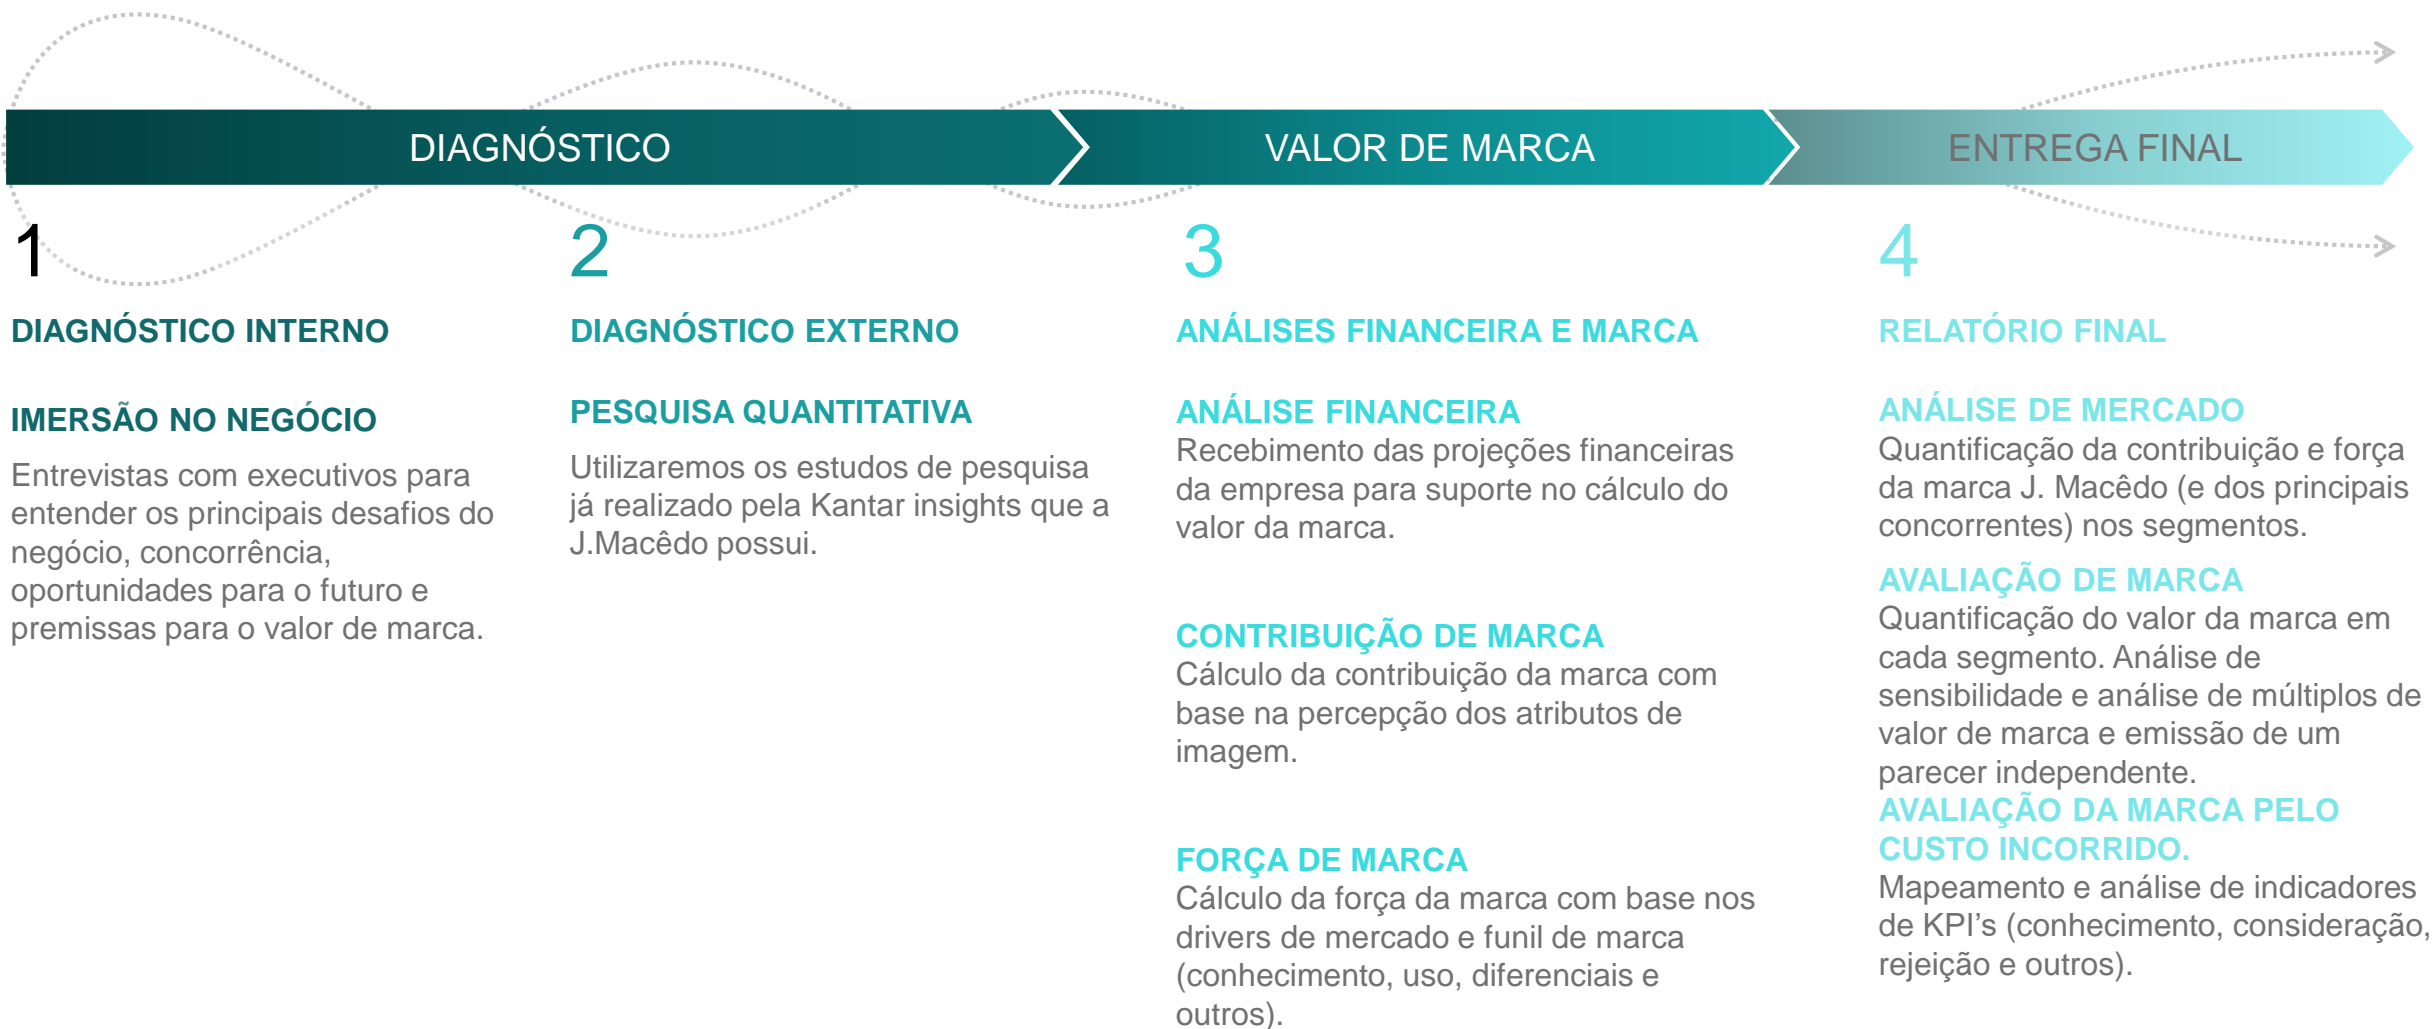 DIAGNÓSTICO
VALOR DE MARCA
ENTREGA FINAL
1
DIAGNÓSTICO INTERNO
IMERSÃO NO NEGÓCIO
Entrevistas com executivos para
entender os principais desafios do
negócio, concorrência,
oportunidades para o futuro e
premissas para o valor de marca.
2
DIAGNÓSTICO EXTERNO
PESQUISA QUANTITATIVA
Utilizaremos os estudos de pesquisa
já realizado pela Kantar insights que a
J.Macêdo possui.
3
ANÁLISES FINANCEIRA E MARCA
ANÁLISE FINANCEIRA
Recebimento das projeções financeiras
da empresa para suporte no cálculo do
valor da marca.
CONTRIBUIÇÃO DE MARCA
Cálculo da contribuição da marca com
base na percepção dos atributos de
imagem.
FORÇA DE MARCA
Cálculo da força da marca com base nos
drivers de mercado e funil de marca
(conhecimento, uso, diferenciais e
outros).
4
RELATÓRIO FINAL
ANÁLISE DE MERCADO
Quantificação da contribuição e força
da marca J. Macêdo (e dos principais
concorrentes) nos segmentos.
AVALIAÇÃO DE MARCA
Quantificação do valor da marca em
cada segmento. Análise de
sensibilidade e análise de múltiplos de
valor de marca e emissão de um
parecer independente.
AVALIAÇÃO DA MARCA PELO
CUSTO INCORRIDO.
Mapeamento e análise de indicadores
de KPI’s (conhecimento, consideração,
rejeição e outros).